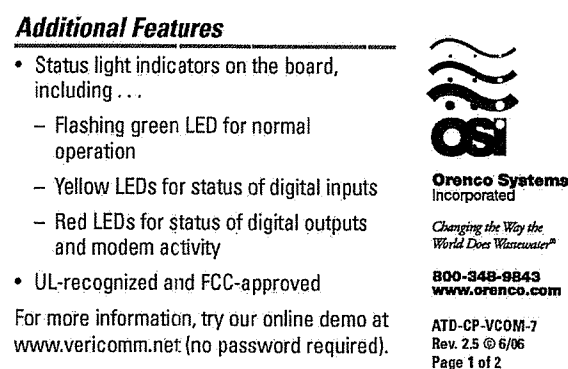 Additional Features
• Status light indicators on the board,
including . . .
– Flashing green LED for normal
operation
– Yellow LEDs for status of digital inputs
– Red LEDs for status of digital outputs
and modem activity
• UL-recognized and FCC-approved
For more information, try our online demo at
www.vericomm.net (no password required).
OSI
Orenco Systems
Incorporated
Changing the Way the
World Does Wastewater℠
800-348-9843
www.orenco.com
ATD-CP-VCOM-7
Rev. 2.5 © 6/06
Page 1 of 2